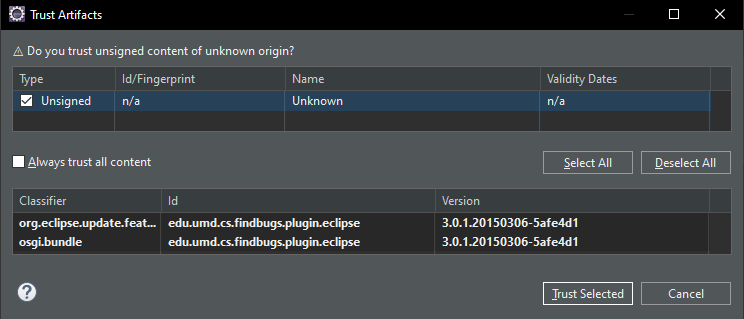 Trust Artifacts
Do you trust unsigned content of unknown origin?
Type Id/Fingerprint Name Validity Dates
Unsigned n/a Unknown n/a
Always trust all content Select All Deselect All
Classifier Id Version
org.eclipse.update.feat... edu.umd.cs.findbugs.plugin.eclipse 3.0.1.20150306-5afe4d1
osgi.bundle edu.umd.cs.findbugs.plugin.eclipse 3.0.1.20150306-5afe4d1
? Trust Selected Cancel